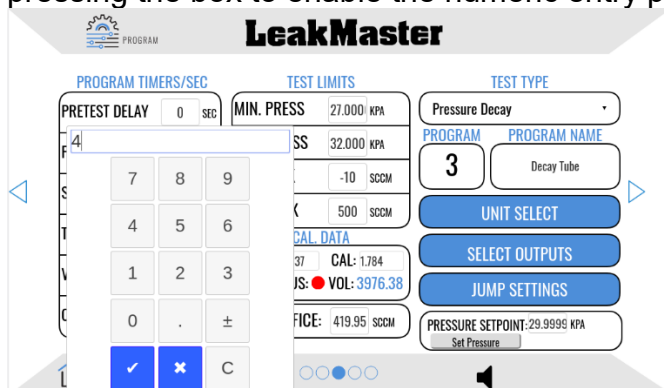 pressing the box to enable the numeric entry p
PROGRAM
LeakMaster
PROGRAM TIMERS/SEC
TEST LIMITS
TEST TYPE
PRETEST DELAY 0 SEC
MIN. PRESS 27.000 KPA
Pressure Decay
4
SS 32.000 KPA
PROGRAM PROGRAM NAME
3 Decay Tube
7 8 9
-10 SCCM
4 5 6
500 SCCM
UNIT SELECT
CAL. DATA
37 CAL: 1.784
SELECT OUTPUTS
1 2 3
US: VOL: 3976.38
JUMP SETTINGS
0 . ±
FICE: 419.95 SCCM
PRESSURE SETPOINT: 29.9999 KPA
Set Pressure
✔ ✖ C